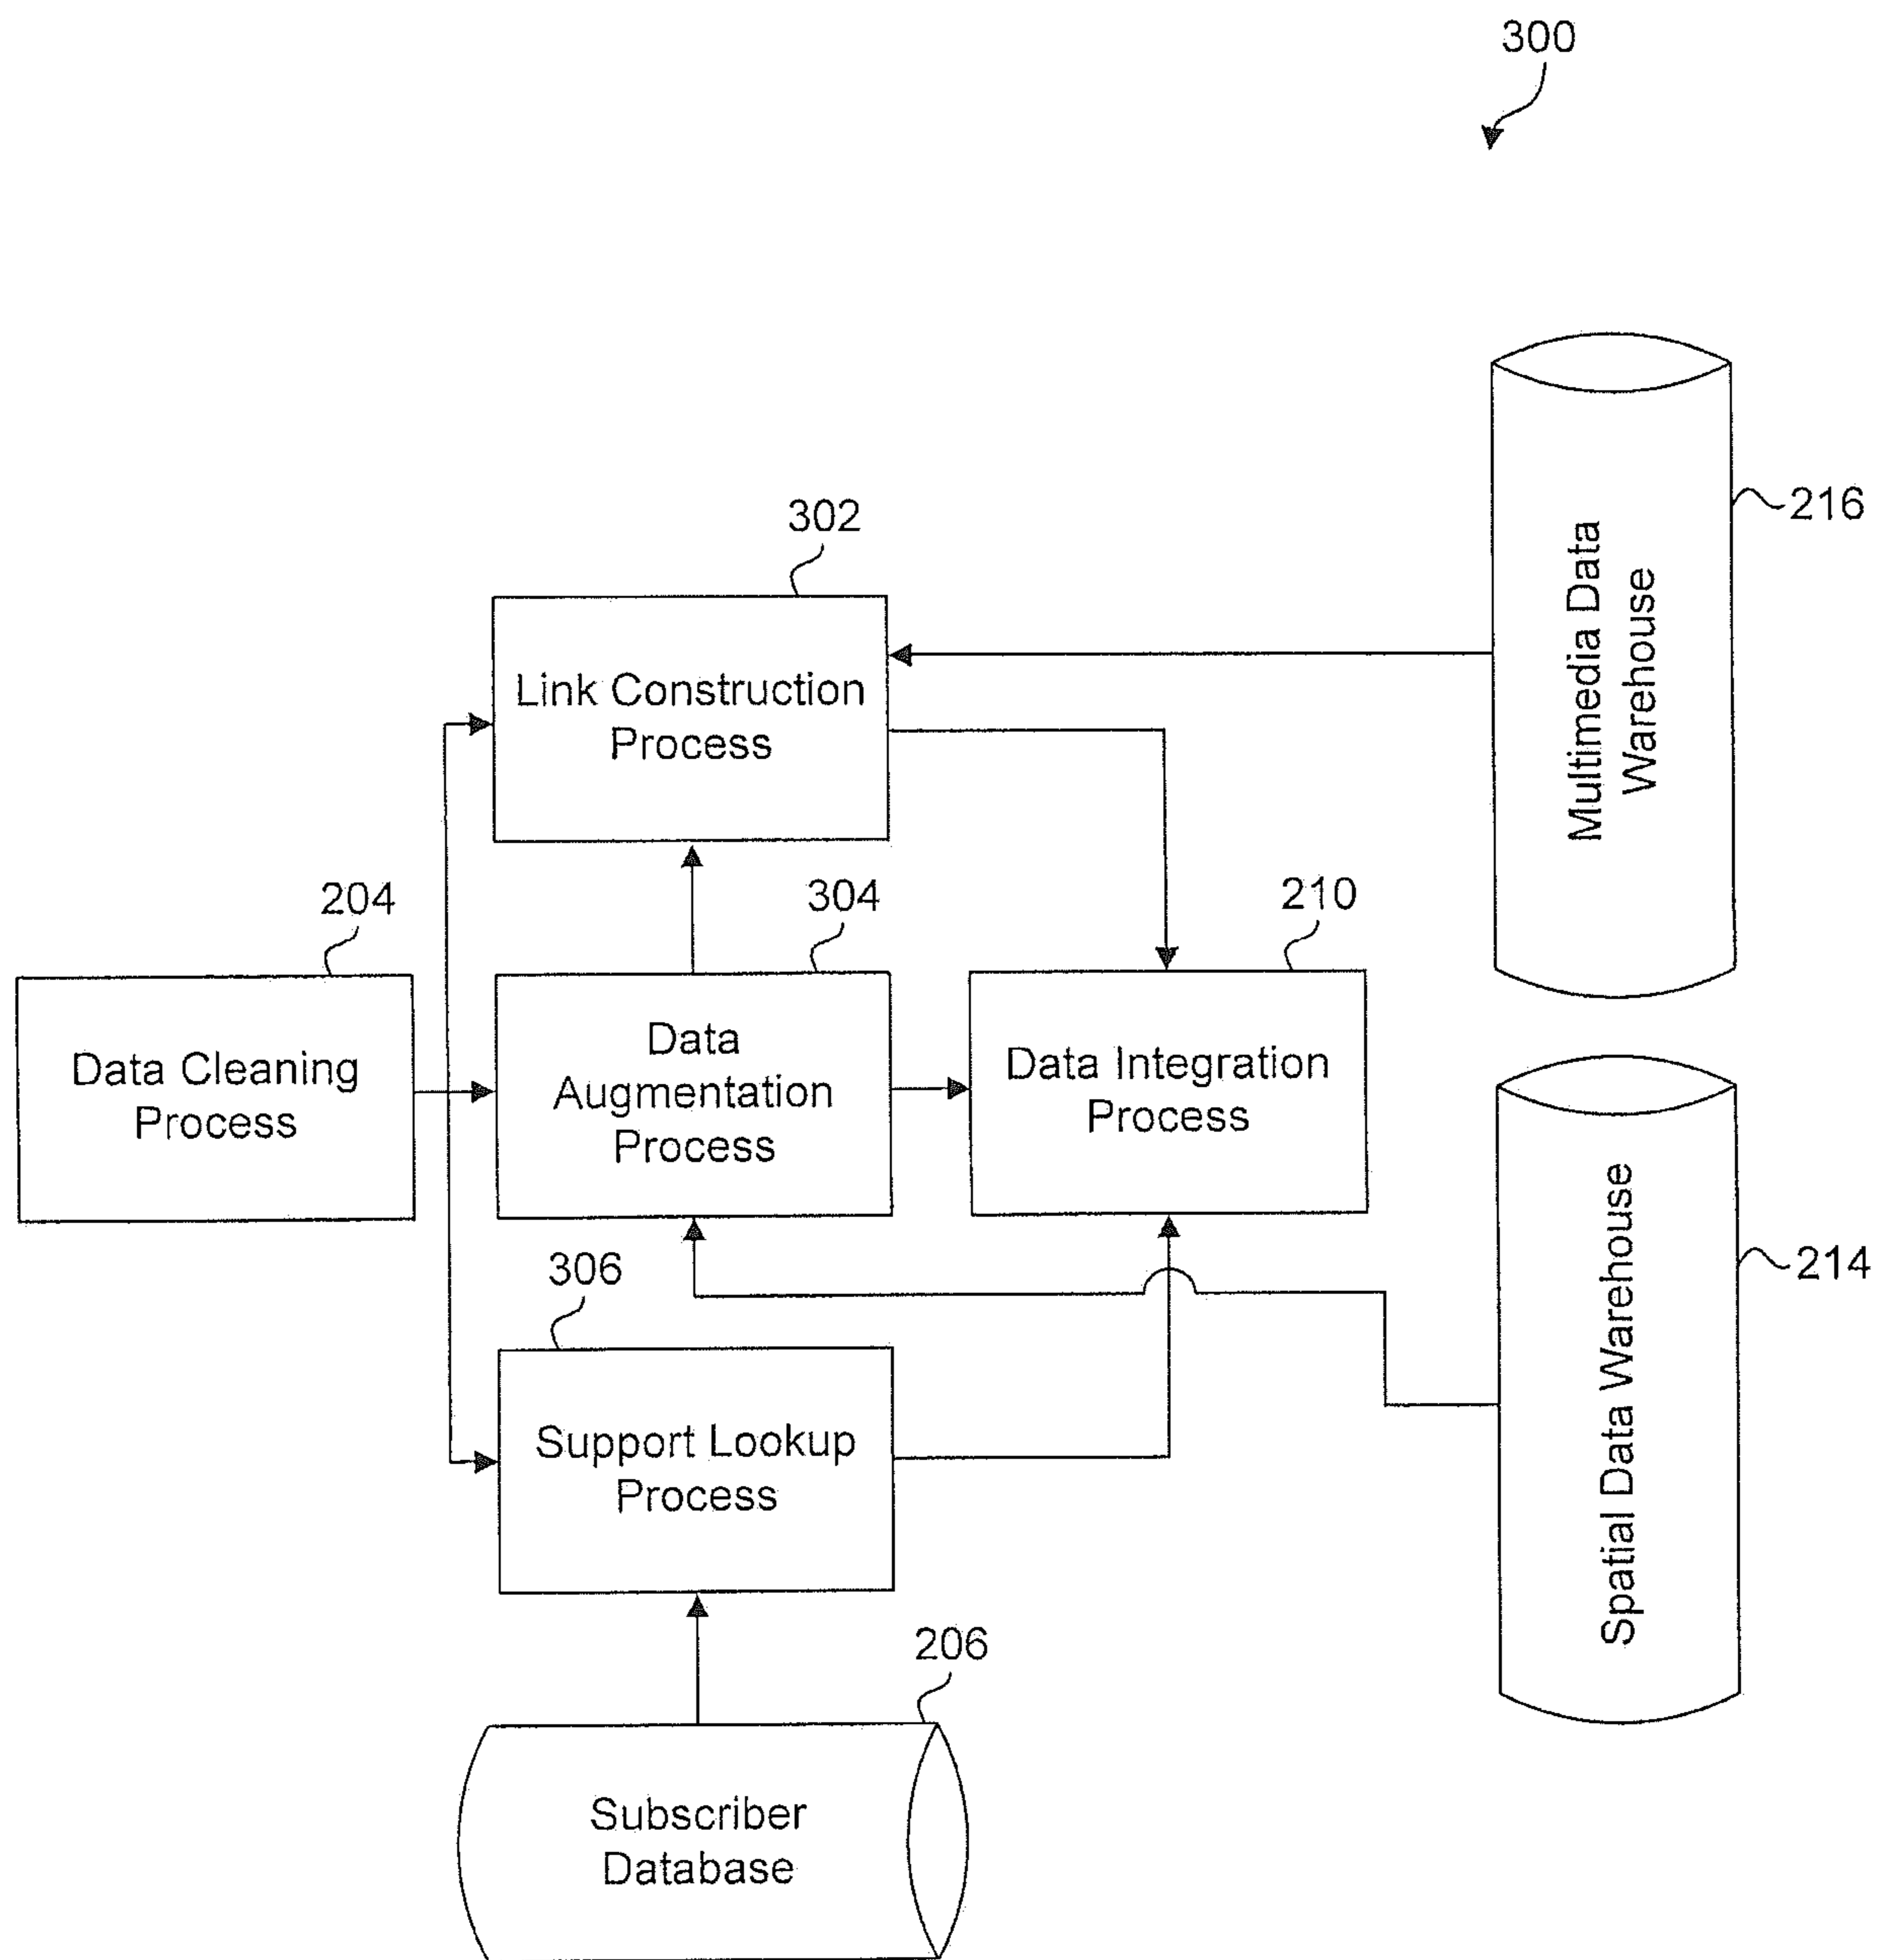 300
216
Multimedia Data
Warehouse
302
Link Construction
Process
204
Data Cleaning
Process
304
Data
Augmentation
Process
210
Data Integration
Process
214
Spatial Data Warehouse
306
Support Lookup
Process
206
Subscriber
Database